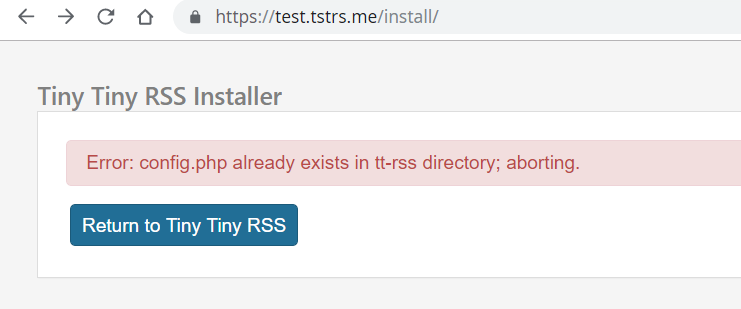 https://test.tstrs.me/install/
Tiny Tiny RSS Installer
Error: config.php already exists in tt-rss directory; aborting.
Return to Tiny Tiny RSS